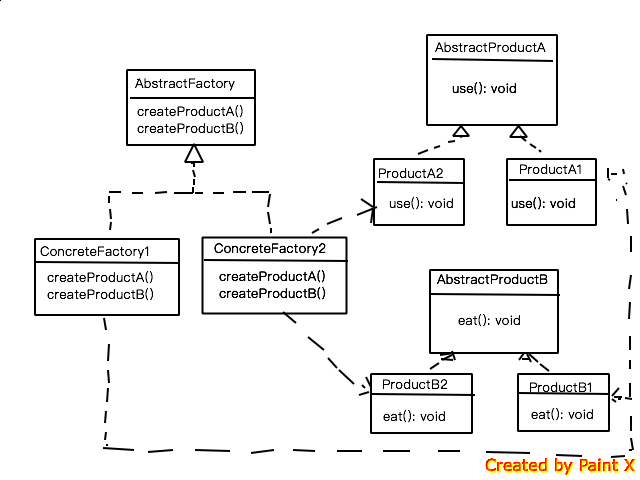 AbstractProductA
use(): void
AbstractFactory
createProductA()
createProductB()
ProductA2
use(): void
ProductA1
use(): void
ConcreteFactory1
createProductA()
createProductB()
ConcreteFactory2
createProductA()
createProductB()
AbstractProductB
eat(): void
ProductB2
eat(): void
ProductB1
eat(): void
Created by Paint X